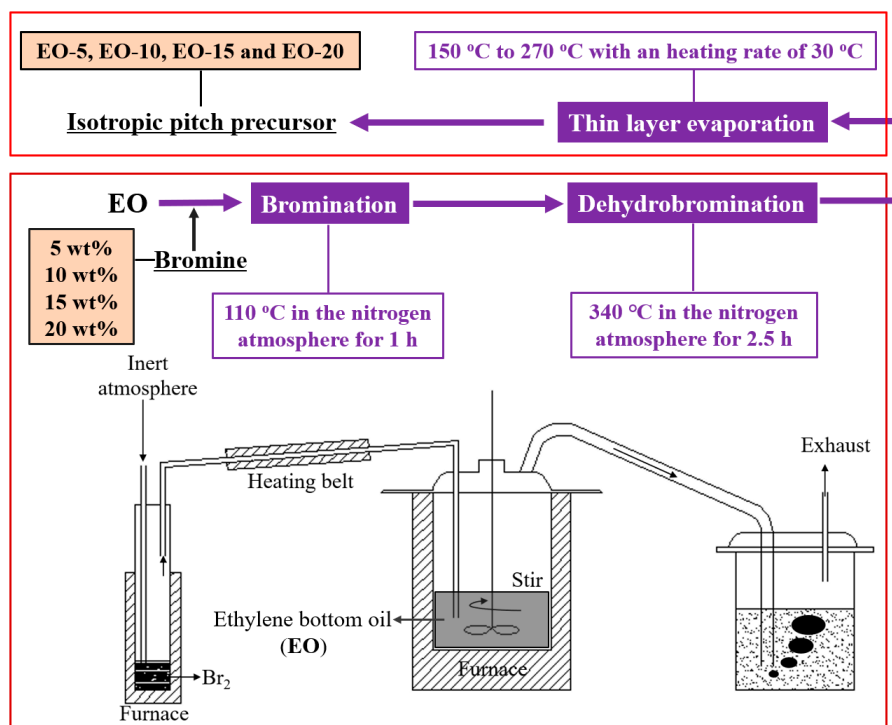 EO-5, EO-10, EO-15 and EO-20
150 °C to 270 °C with an heating rate of 30 °C
Isotropic pitch precursor
Thin layer evaporation
EO
Bromination
Dehydrobromination
5 wt%
10 wt%
15 wt%
20 wt%
Bromine
110 °C in the nitrogen
atmosphere for 1 h
340 °C in the nitrogen
atmosphere for 2.5 h
Inert
atmosphere
Heating belt
Exhaust
Stir
Ethylene bottom oil
(EO)
Furnace
Br₂
Furnace